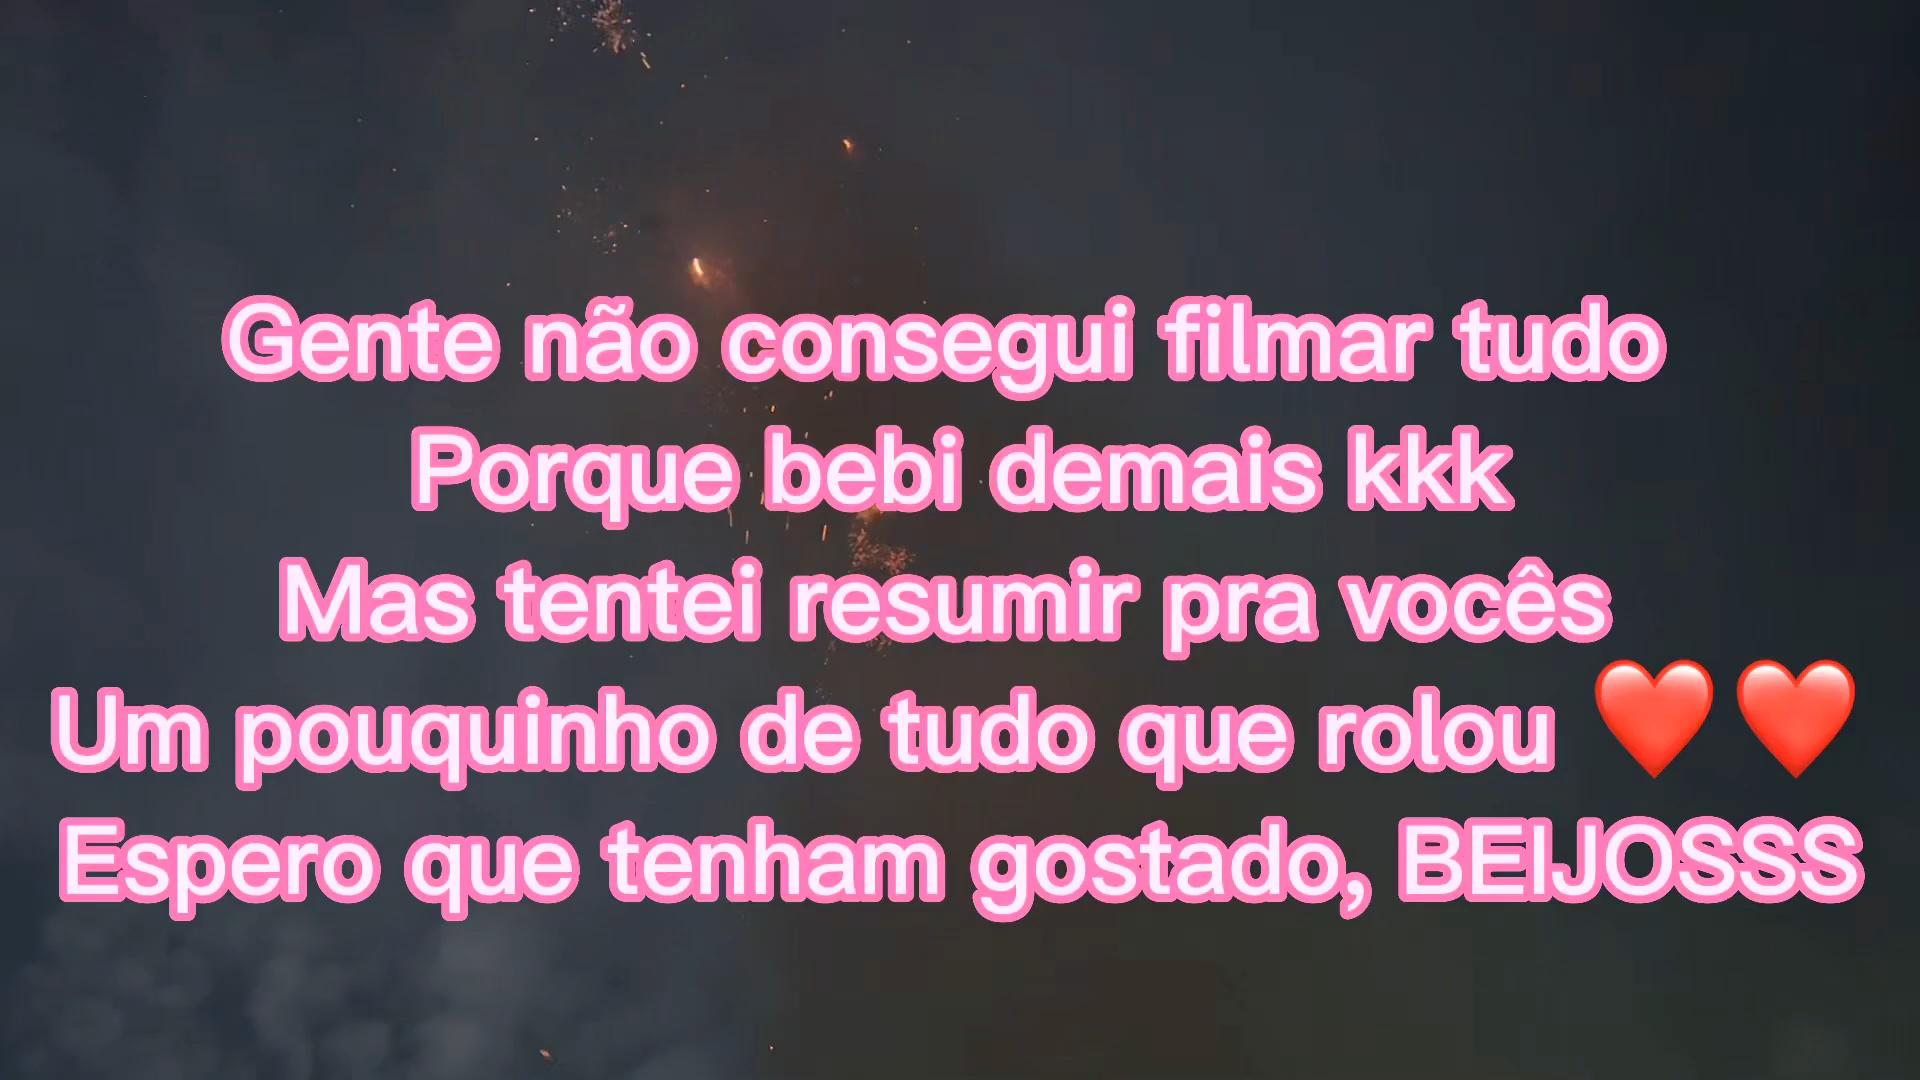 Gente não consegui filmar tudo
Porque bebi demais kkk
Mas tentei resumir pra vocês
Um pouquinho de tudo que rolou ❤️❤️
Espero que tenham gostado, BEIJOSSS